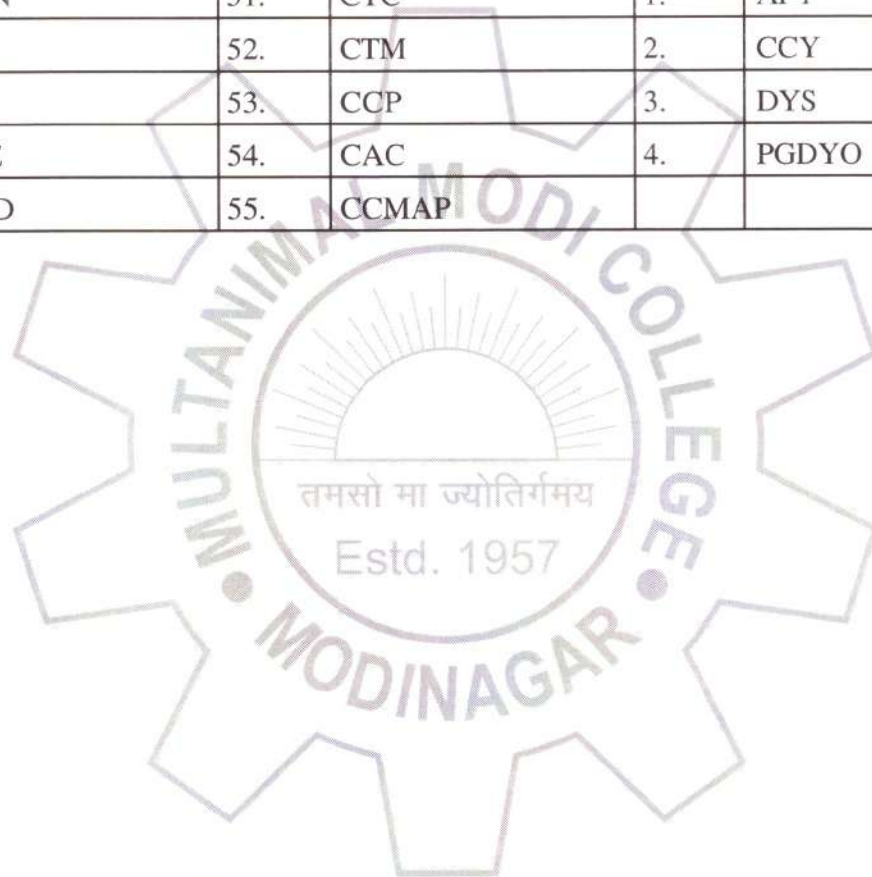 52. CTM 2. CCY
53. CCP 3. DYS
54. CAC 4. PGDYO
D 55. CCMAP
MULTANIMAL MODI COLLEGE
तमसो मा ज्योतिर्गमय
Estd. 1957
• MODINAGAR •